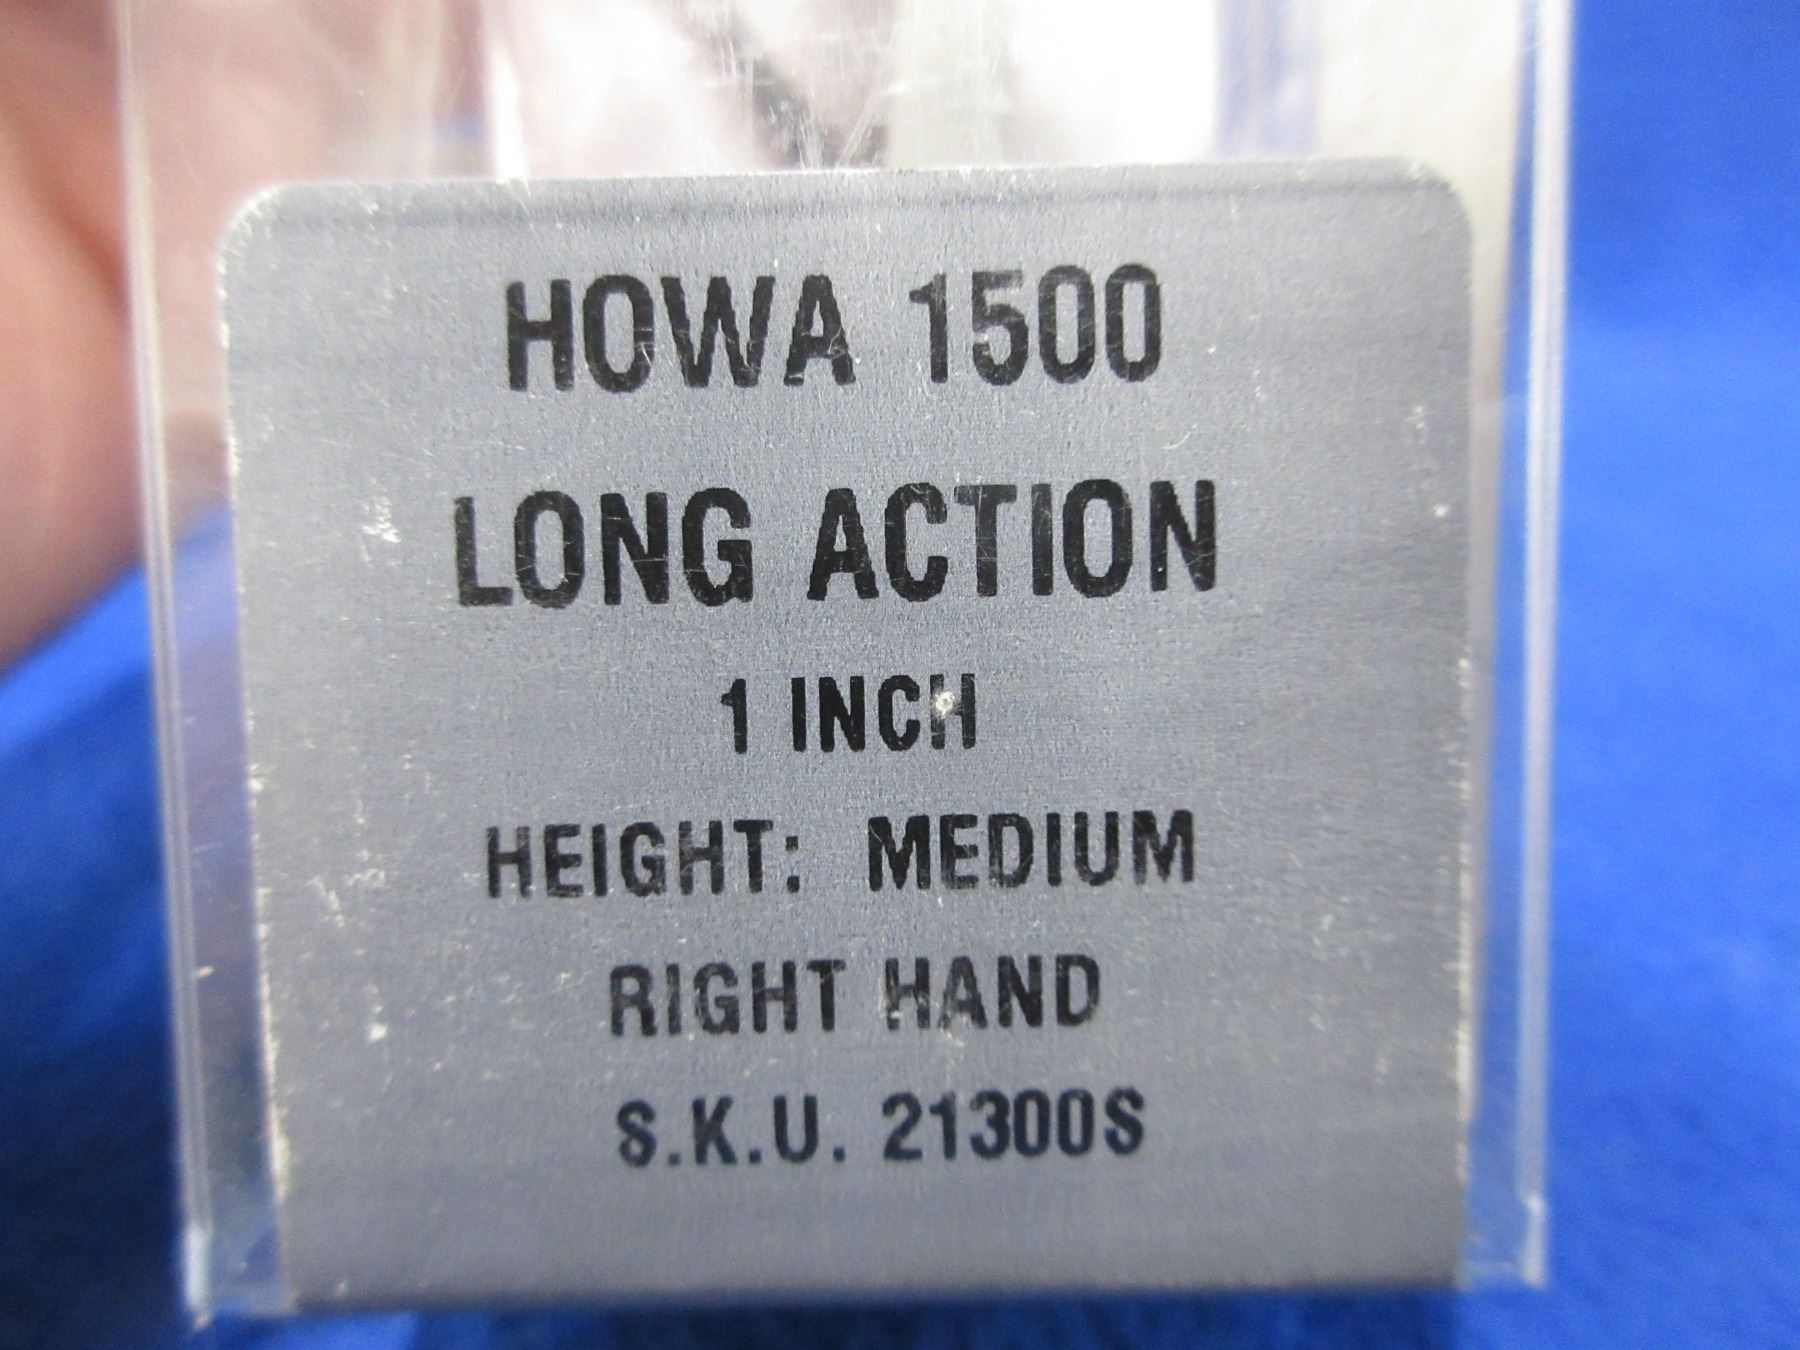 HOWA 1500
LONG ACTION
1 INCH
HEIGHT: MEDIUM
RIGHT HAND
S.K.U. 21300S